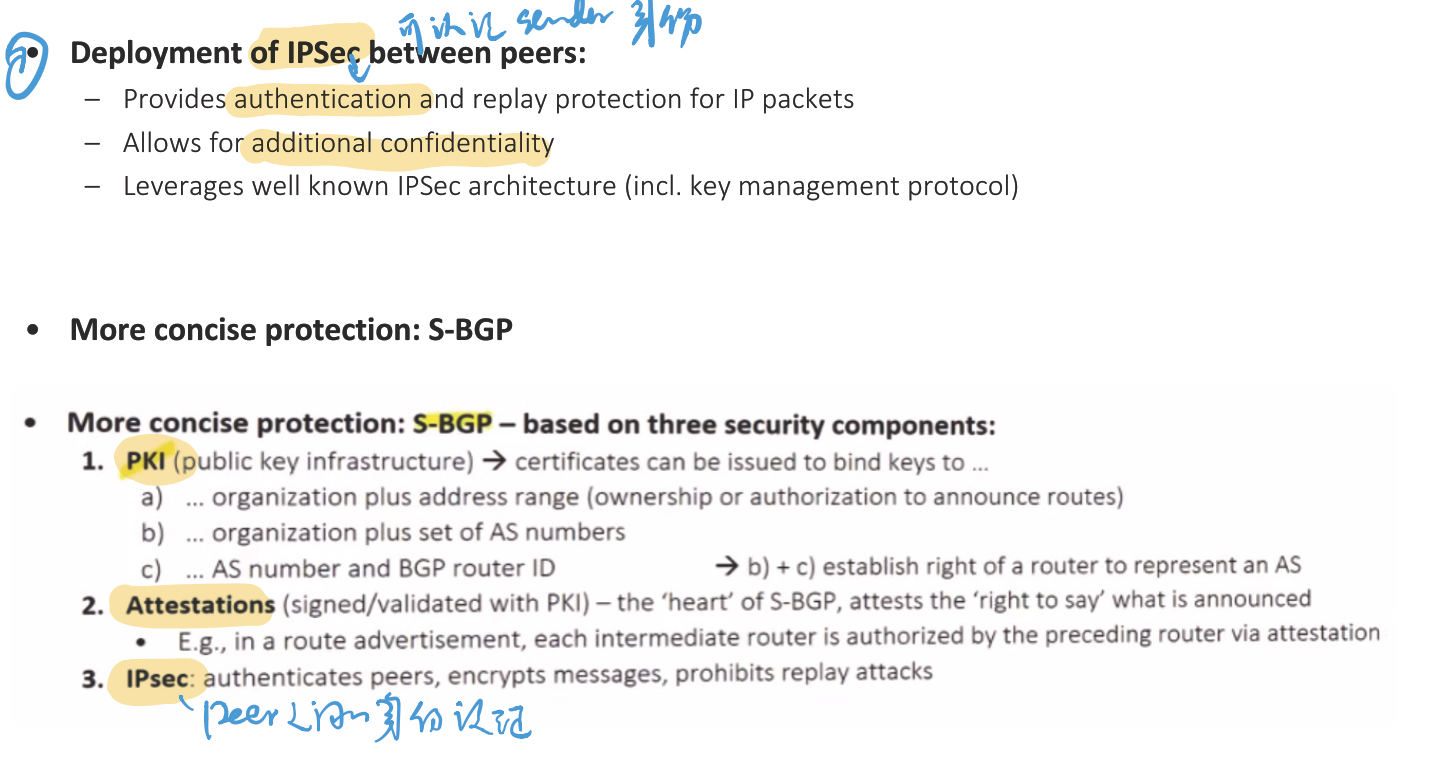 可认证 sender 身份
• Deployment of IPSec between peers:
– Provides authentication and replay protection for IP packets
– Allows for additional confidentiality
– Leverages well known IPSec architecture (incl. key management protocol)
• More concise protection: S-BGP
• More concise protection: S-BGP – based on three security components:
1. PKI (public key infrastructure) → certificates can be issued to bind keys to ...
a) ... organization plus address range (ownership or authorization to announce routes)
b) ... organization plus set of AS numbers
c) ... AS number and BGP router ID → b) + c) establish right of a router to represent an AS
2. Attestations (signed/validated with PKI) – the ‘heart’ of S-BGP, attests the ‘right to say’ what is announced
• E.g., in a route advertisement, each intermediate router is authorized by the preceding router via attestation
3. IPsec: authenticates peers, encrypts messages, prohibits replay attacks
peer 之间 身份认证